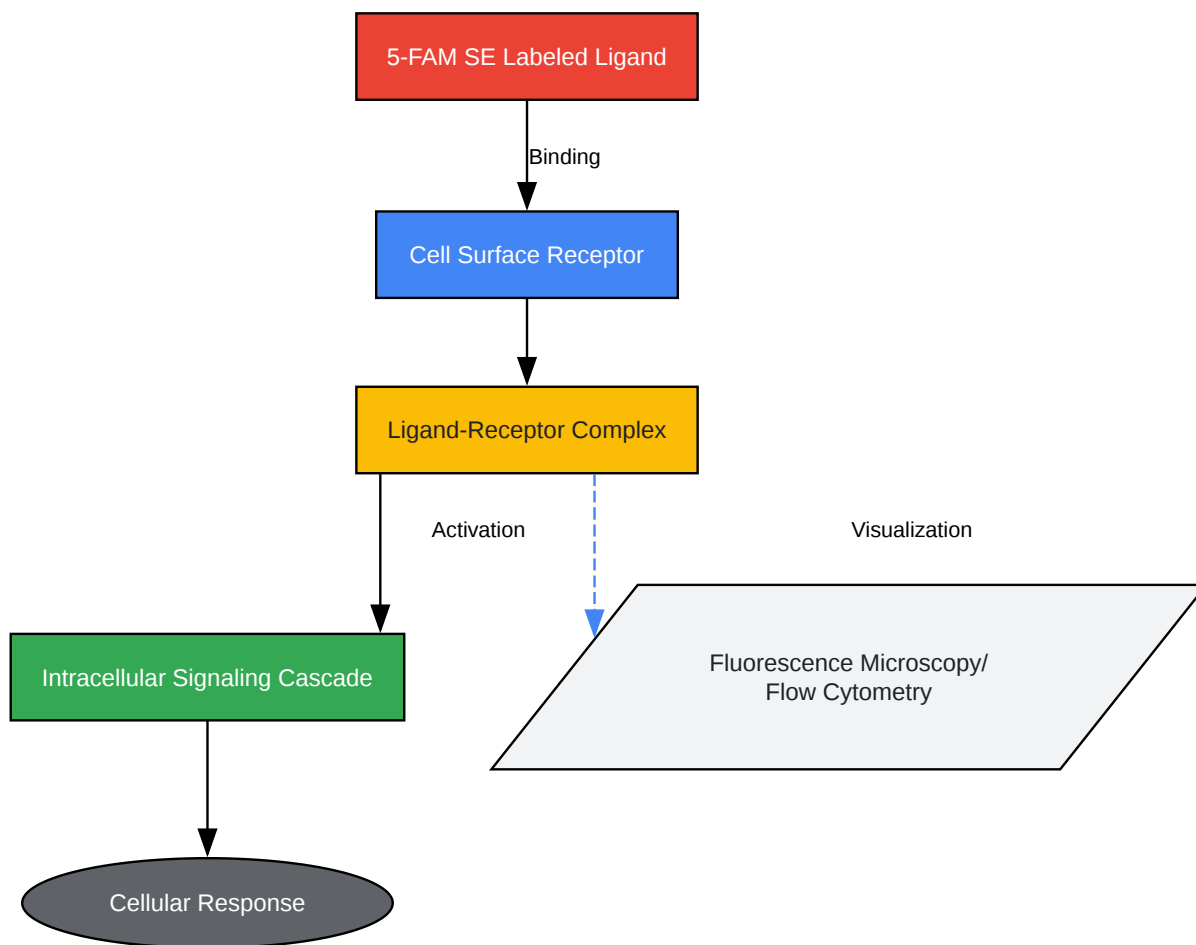 5-FAM SE Labeled Ligand
Binding
Cell Surface Receptor
Ligand-Receptor Complex
Activation
Visualization
Intracellular Signaling Cascade
Fluorescence Microscopy/
Flow Cytometry
Cellular Response